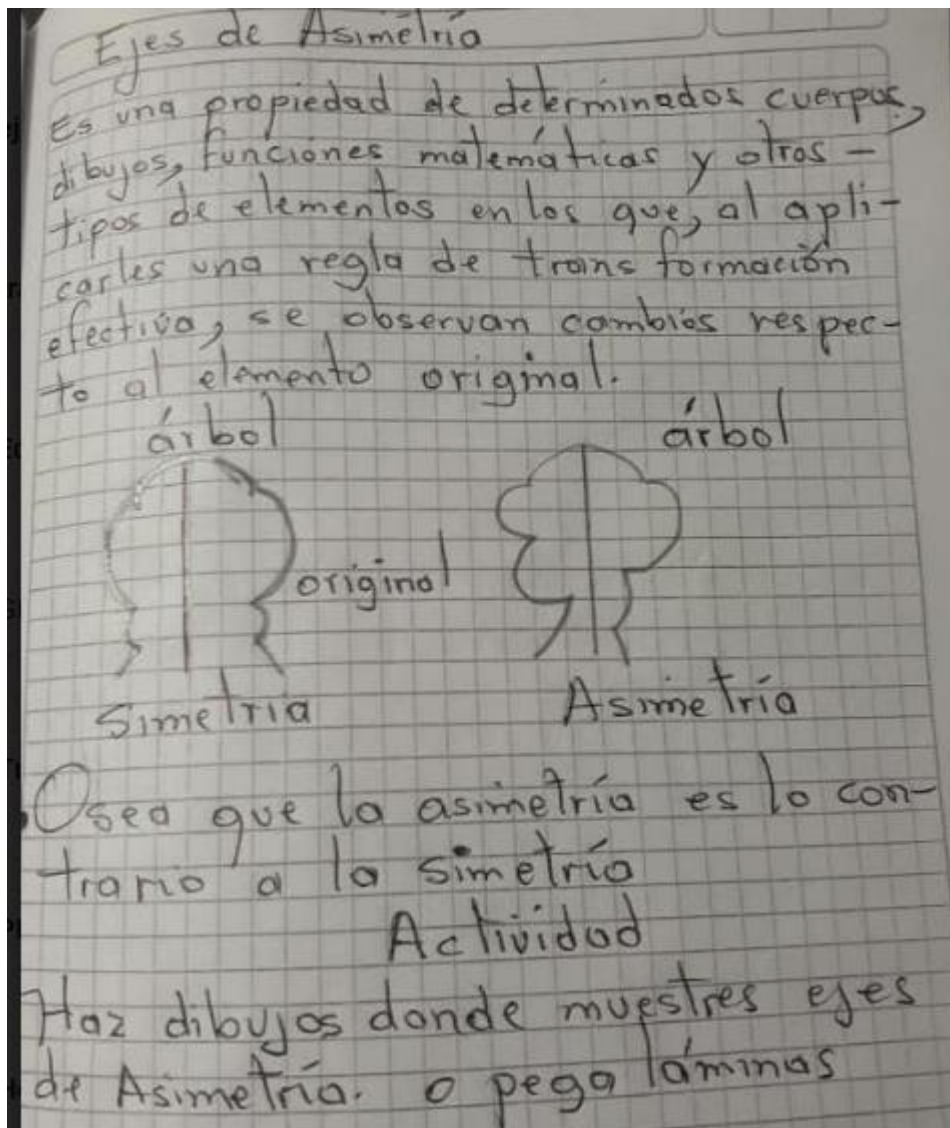 Ejes de Asimetría
Es una propiedad de determinados cuerpos,
dibujos, funciones matemáticas y otros -
tipos de elementos en los que, al apli-
carles una regla de trans formación
efectiva, se observan cambios respec-
to al elemento original.
árbol árbol
original
Simetria Asimetría
Osea que la asimetría es lo con-
trario a la simetría
Actividad
Haz dibujos donde muestres ejes
de Asimetría. o pega láminas